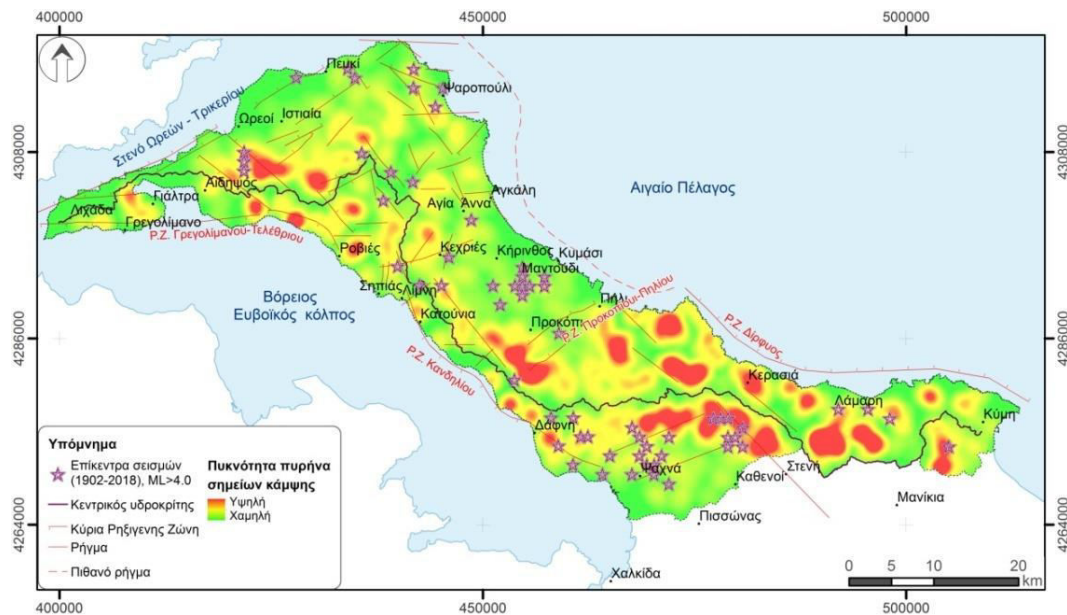 400000
450000
500000
4308000
4286000
4264000
4308000
4286000
4264000
Πευκί
Ψαροπούλι
Στενό Ωρεών - Τρικερίου
Ωρεοί
Ιστιαία
Αιδηψός
Αγκάλη
Αιγαίο Πέλαγος
Λιχάδα
Γιάλτρα
Γρεγολίμανο
Ρ.Ζ. Γρεγολίμανου-Τελέθριου
Αγία Άννα
Ροβιές
Κεχριές
Κήρινθος
Κυμάσι
Μαντούδι
Σηπιάς
Λίμνη
Κατούνια
Βόρειος
Ευβοϊκός κόλπος
Προκόπι
Ρ.Ζ. Προκοπίου-Πηλίου
Ρ.Ζ. Δίρφυος
Ρ.Ζ. Κανδηλίου
Κερασιά
Λάμαρη
Κύμη
Δάφνη
Ψαχνά
Στενή
Καθενοί
Μανίκια
Πισσώνας
Χαλκίδα
Υπόμνημα
Επίκεντρα σεισμών
(1902-2018), ML>4.0
Κεντρικός υδροκρίτης
Κύρια Ρηξιγενης Ζώνη
Ρήγμα
Πιθανό ρήγμα
Πυκνότητα πυρήνα
σημείων κάμψης
Υψηλή
Χαμηλή
0 5 10 20
km
400000
450000
500000